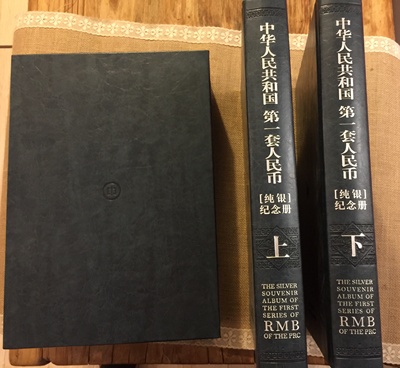 中华人民共和国 第一套人民币
[纯银]
纪念册
上
THE SILVER
SOUVENIR
ALBUM OF
THE FIRST
SERIES OF
RMB
OF THE PRC
中华人民共和国 第一套人民币
[纯银]
纪念册
下
THE SILVER
SOUVENIR
ALBUM OF
THE FIRST
SERIES OF
RMB
OF THE PRC